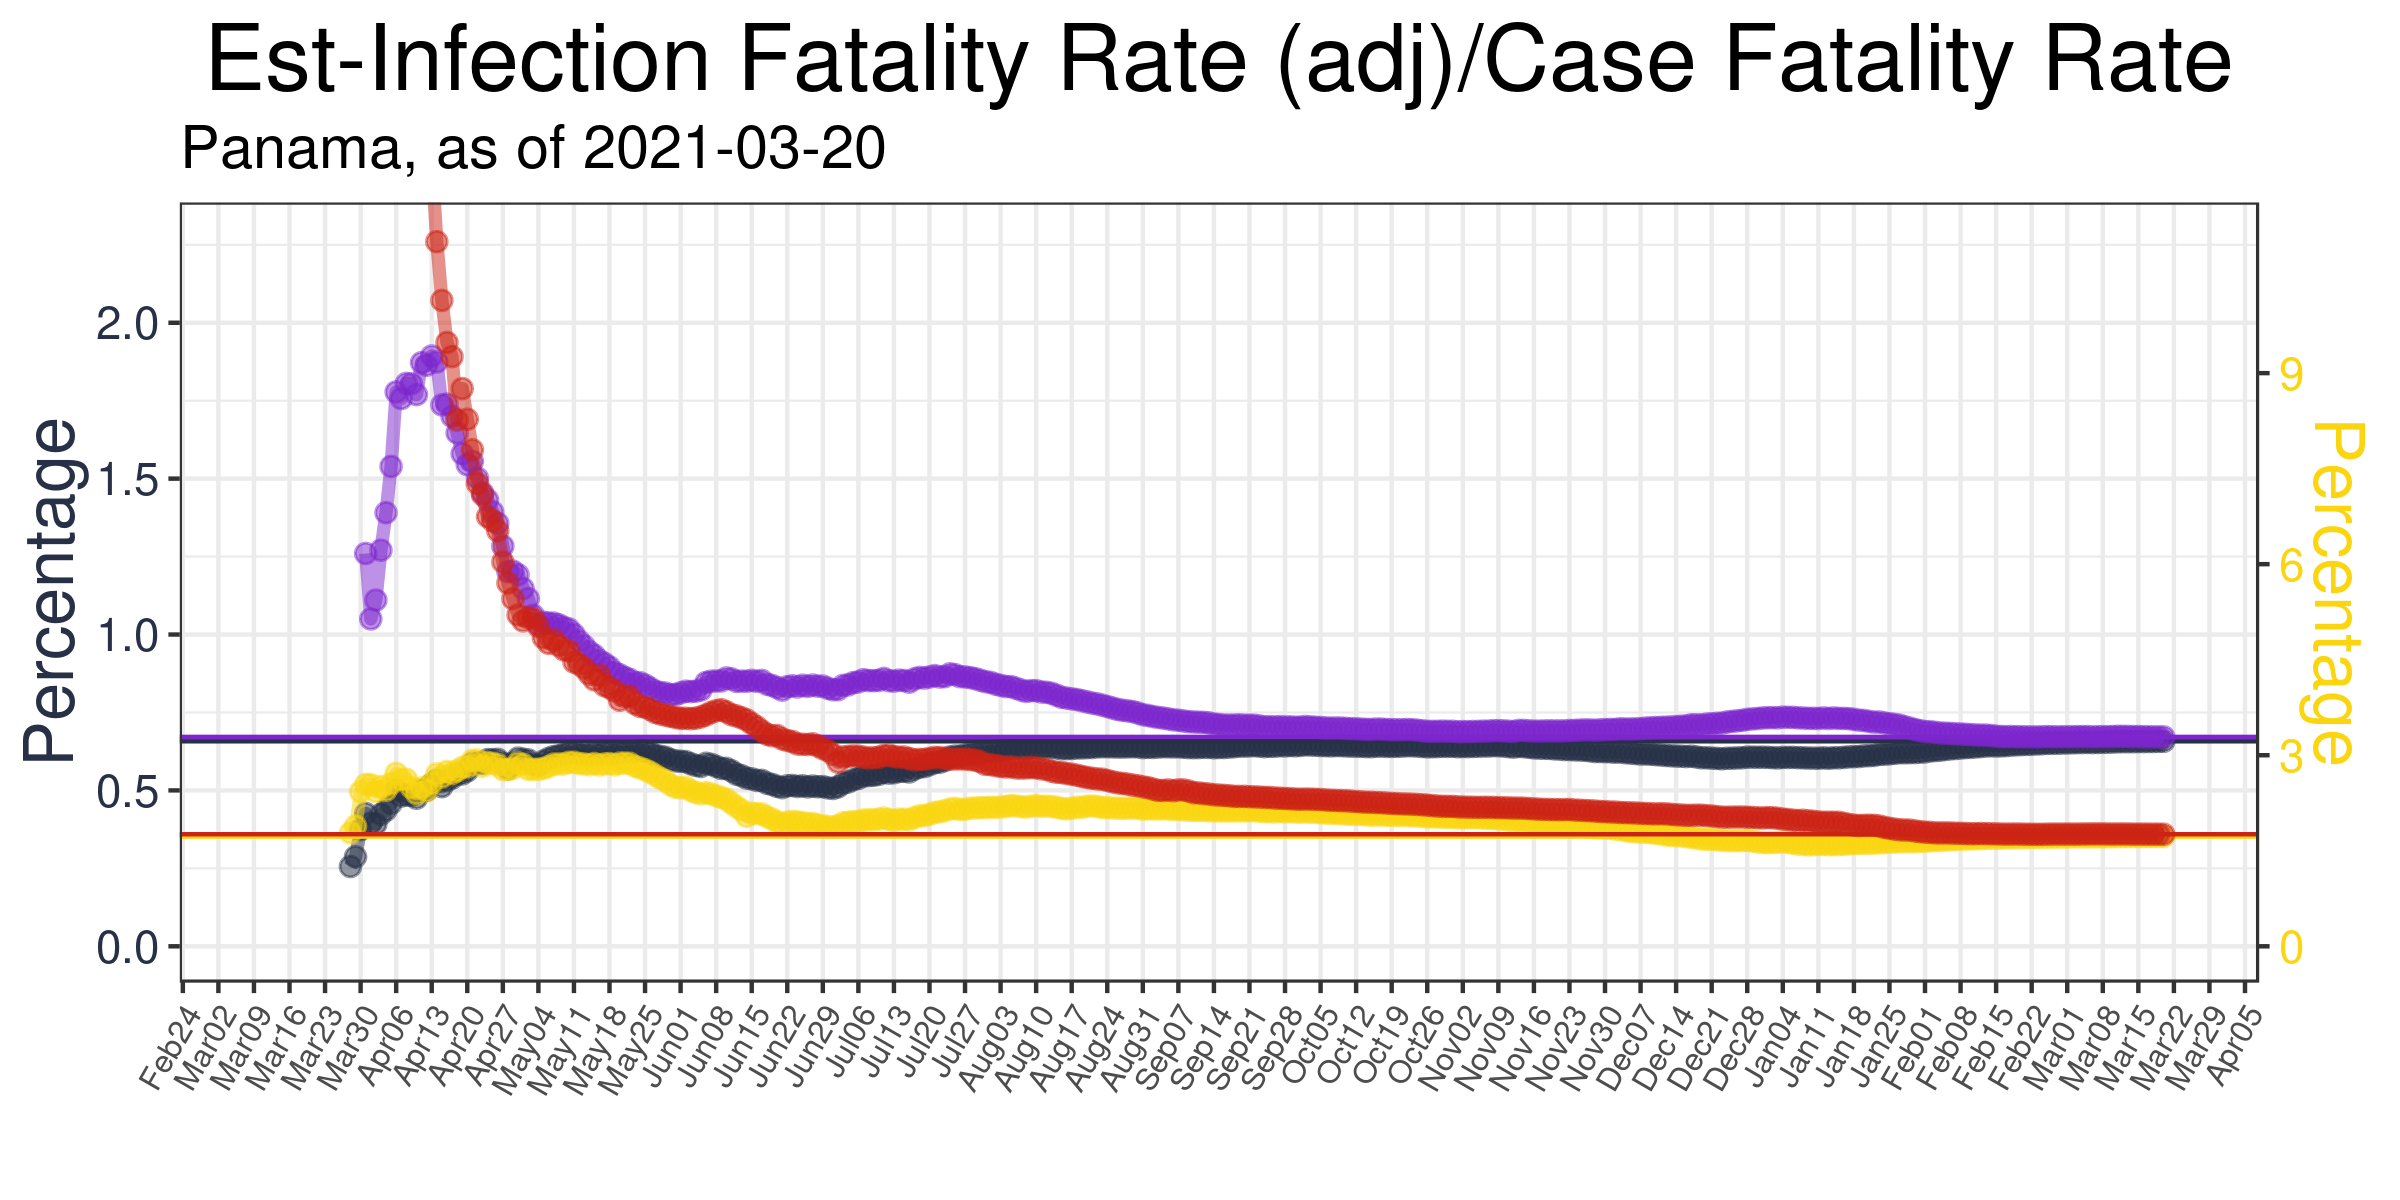 Est-Infection Fatality Rate (adj)/Case Fatality Rate
Panama, as of 2021-03-20
Percentage
2.0
1.5
1.0
0.5
0.0
9
6
3
0
Percentage
Feb24
Mar02
Mar09
Mar16
Mar23
Mar30
Apr06
Apr13
Apr20
Apr27
May04
May11
May18
May25
Jun01
Jun08
Jun15
Jun22
Jun29
Jul06
Jul13
Jul20
Jul27
Aug03
Aug10
Aug17
Aug24
Aug31
Sep07
Sep14
Sep21
Sep28
Oct05
Oct12
Oct19
Oct26
Nov02
Nov09
Nov16
Nov23
Nov30
Dec07
Dec14
Dec21
Dec28
Jan04
Jan11
Jan18
Jan25
Feb01
Feb08
Feb15
Feb22
Mar01
Mar08
Mar15
Mar22
Mar29
Apr05